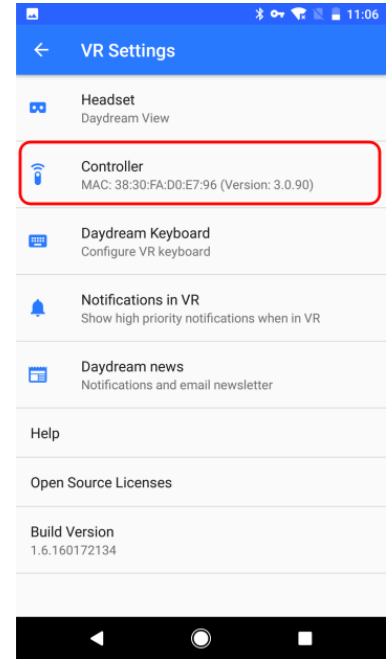 11:06
VR Settings
Headset
Daydream View
Controller
MAC: 38:30:FA:D0:E7:96 (Version: 3.0.90)
Daydream Keyboard
Configure VR keyboard
Notifications in VR
Show high priority notifications when in VR
Daydream news
Notifications and email newsletter
Help
Open Source Licenses
Build Version
1.6.160172134